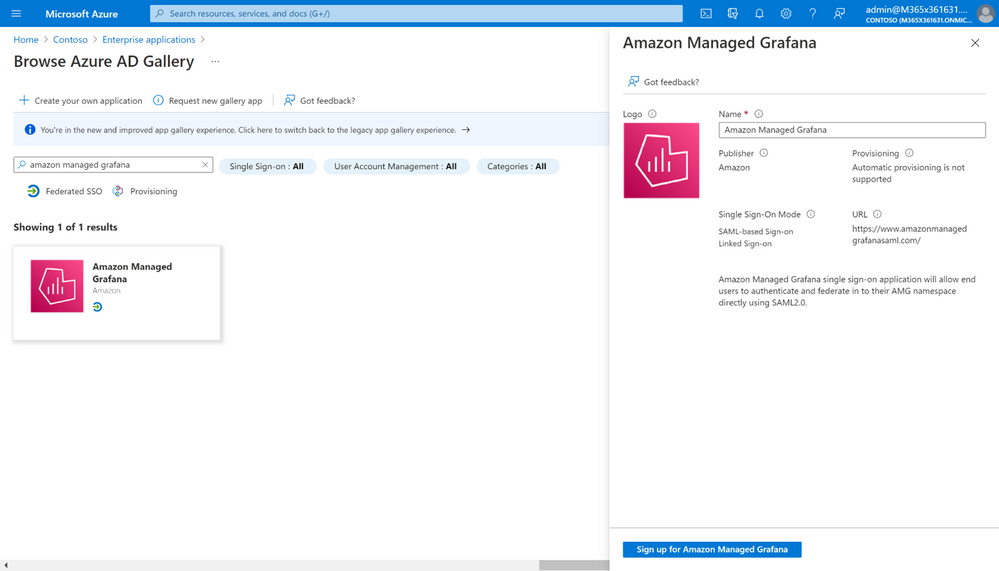 Microsoft Azure
Search resources, services, and docs (G+/)
admin@M365x361631....
CONTOSO (M365X361631.ONMIC...
Home > Contoso > Enterprise applications >
Browse Azure AD Gallery ...
Create your own application
Request new gallery app
Got feedback?
You're in the new and improved app gallery experience. Click here to switch back to the legacy app gallery experience. →
amazon managed grafana
Single Sign-on : All
User Account Management : All
Categories : All
Federated SSO
Provisioning
Showing 1 of 1 results
Amazon Managed
Grafana
Amazon
Amazon Managed Grafana
Got feedback?
Logo
Name *
Amazon Managed Grafana
Publisher
Amazon
Provisioning
Automatic provisioning is not
supported
Single Sign-On Mode
SAML-based Sign-on
Linked Sign-on
URL
https://www.amazonmanaged
grafanasaml.com/
Amazon Managed Grafana single sign-on application will allow end
users to authenticate and federate in to their AMG namespace
directly using SAML2.0.
Sign up for Amazon Managed Grafana